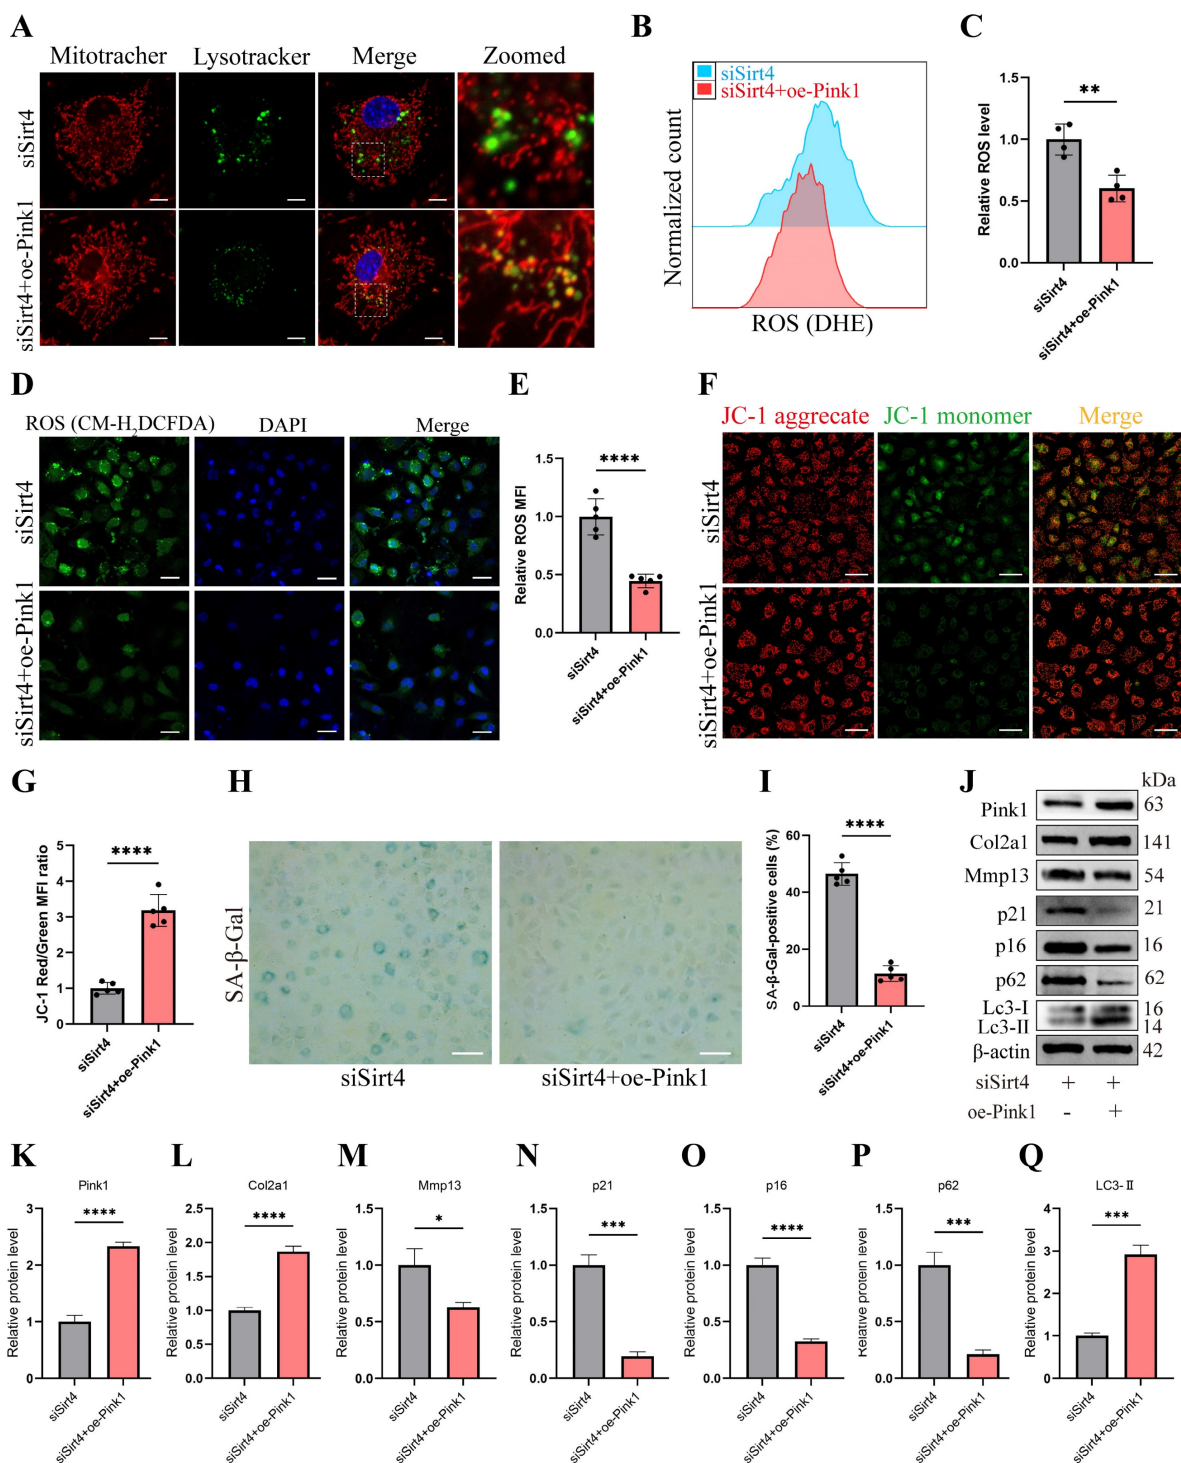 A
Mitotracher Lysotracker Merge Zoomed
siSirt4
siSirt4+oe-Pink1
B
siSirt4
siSirt4+oe-Pink1
Normalized count
ROS (DHE)
C
Relative ROS level
1.5
1.0
0.5
0.0
**
siSirt4
siSirt4+oe-Pink1
D
ROS (CM-H₂DCFDA) DAPI Merge
siSirt4
siSirt4+oe-Pink1
E
Relative ROS MFI
1.5
1.0
0.5
0.0
****
siSirt4
siSirt4+oe-Pink1
F
JC-1 aggrecate JC-1 monomer Merge
siSirt4
siSirt4+oe-Pink1
G
JC-1 Red/Green MFI ratio
5
4
3
2
1
0
****
siSirt4
siSirt4+oe-Pink1
H
SA-β-Gal
siSirt4 siSirt4+oe-Pink1
I
SA-β-Gal-positive cells (%)
60
40
20
0
****
siSirt4
siSirt4+oe-Pink1
J
kDa
Pink1 63
Col2a1 141
Mmp13 54
p21 21
p16 16
p62 62
Lc3-I 16
Lc3-II 14
β-actin 42
siSirt4 + +
oe-Pink1 - +
K
Pink1
Relative protein level
3
2
1
0
****
siSirt4
siSirt4+oe-Pink1
L
Col2a1
Relative protein level
2.5
2.0
1.5
1.0
0.5
0.0
****
siSirt4
siSirt4+oe-Pink1
M
Mmp13
Relative protein level
1.5
1.0
0.5
0.0
*
siSirt4
siSirt4+oe-Pink1
N
p21
Relative protein level
1.5
1.0
0.5
0.0
***
siSirt4
siSirt4+oe-Pink1
O
p16
Relative protein level
1.5
1.0
0.5
0.0
****
siSirt4
siSirt4+oe-Pink1
P
p62
Relative protein level
1.5
1.0
0.5
0.0
***
siSirt4
siSirt4+oe-Pink1
Q
LC3-Ⅱ
Relative protein level
4
3
2
1
0
***
siSirt4
siSirt4+oe-Pink1